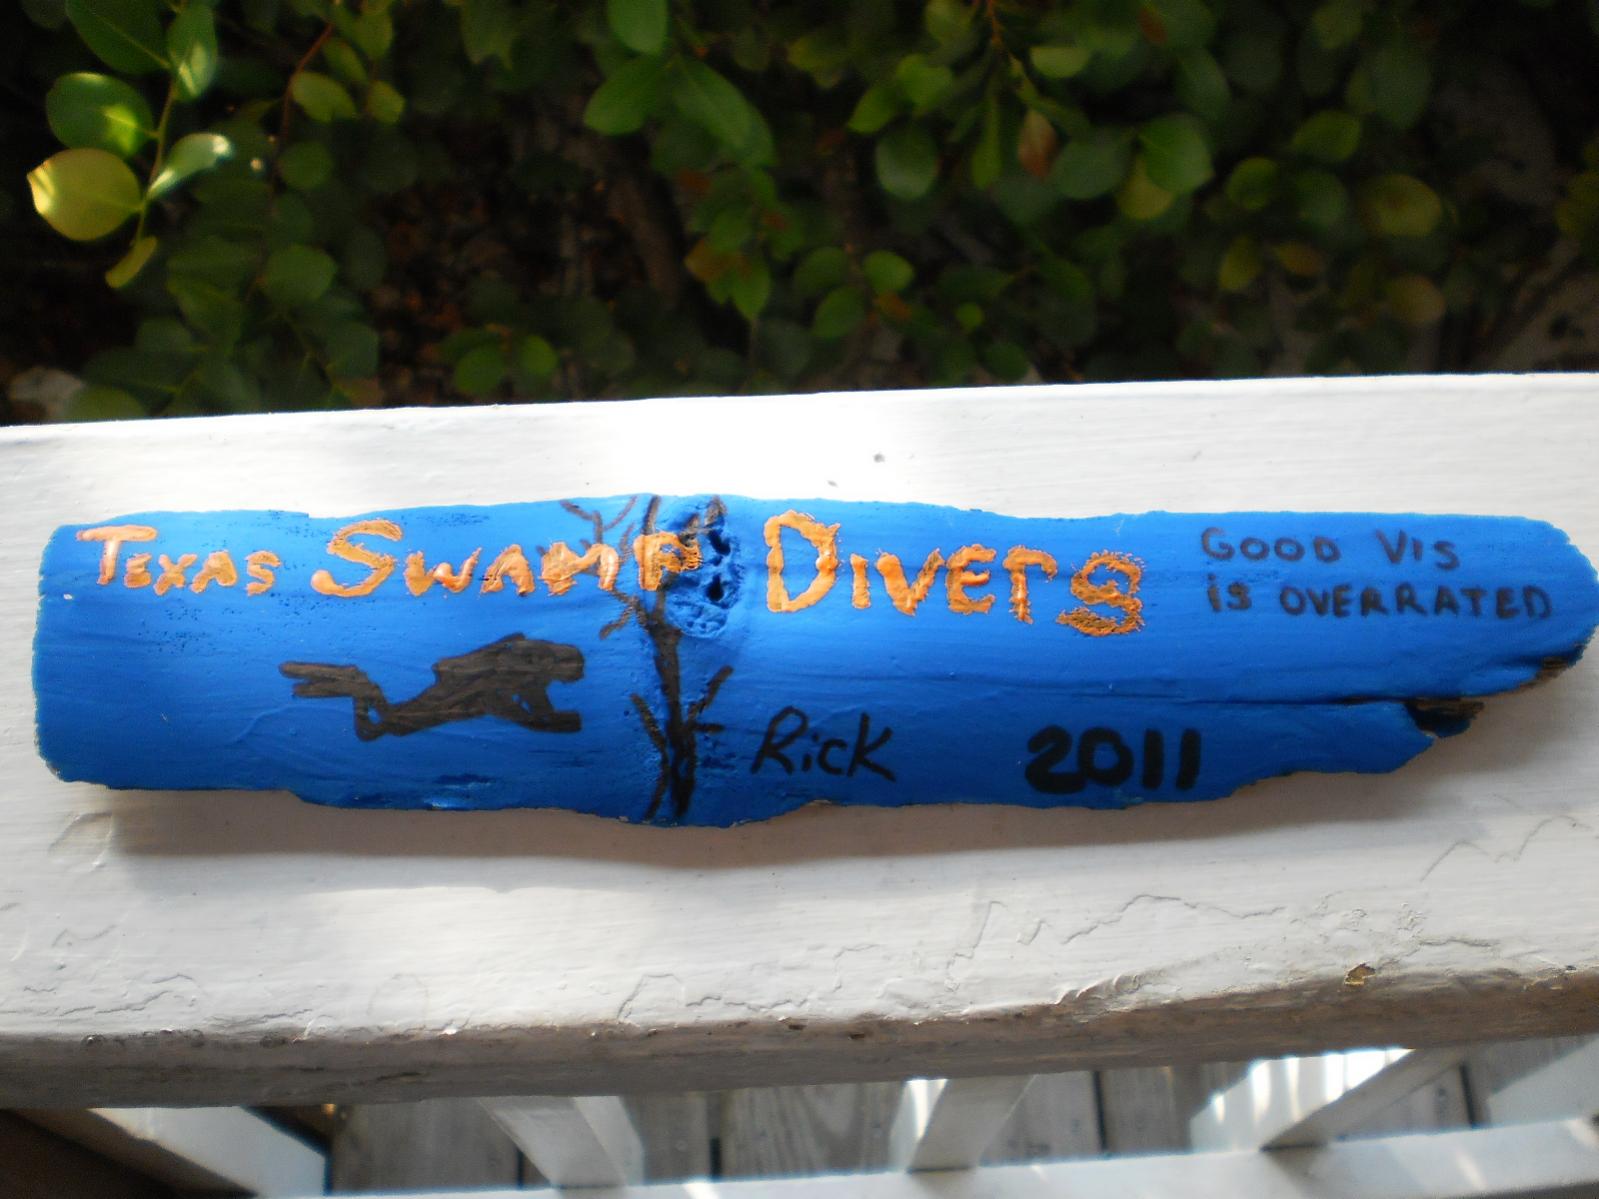 Texas Swamp Divers
Good Vis
is overrated
Rick 2011